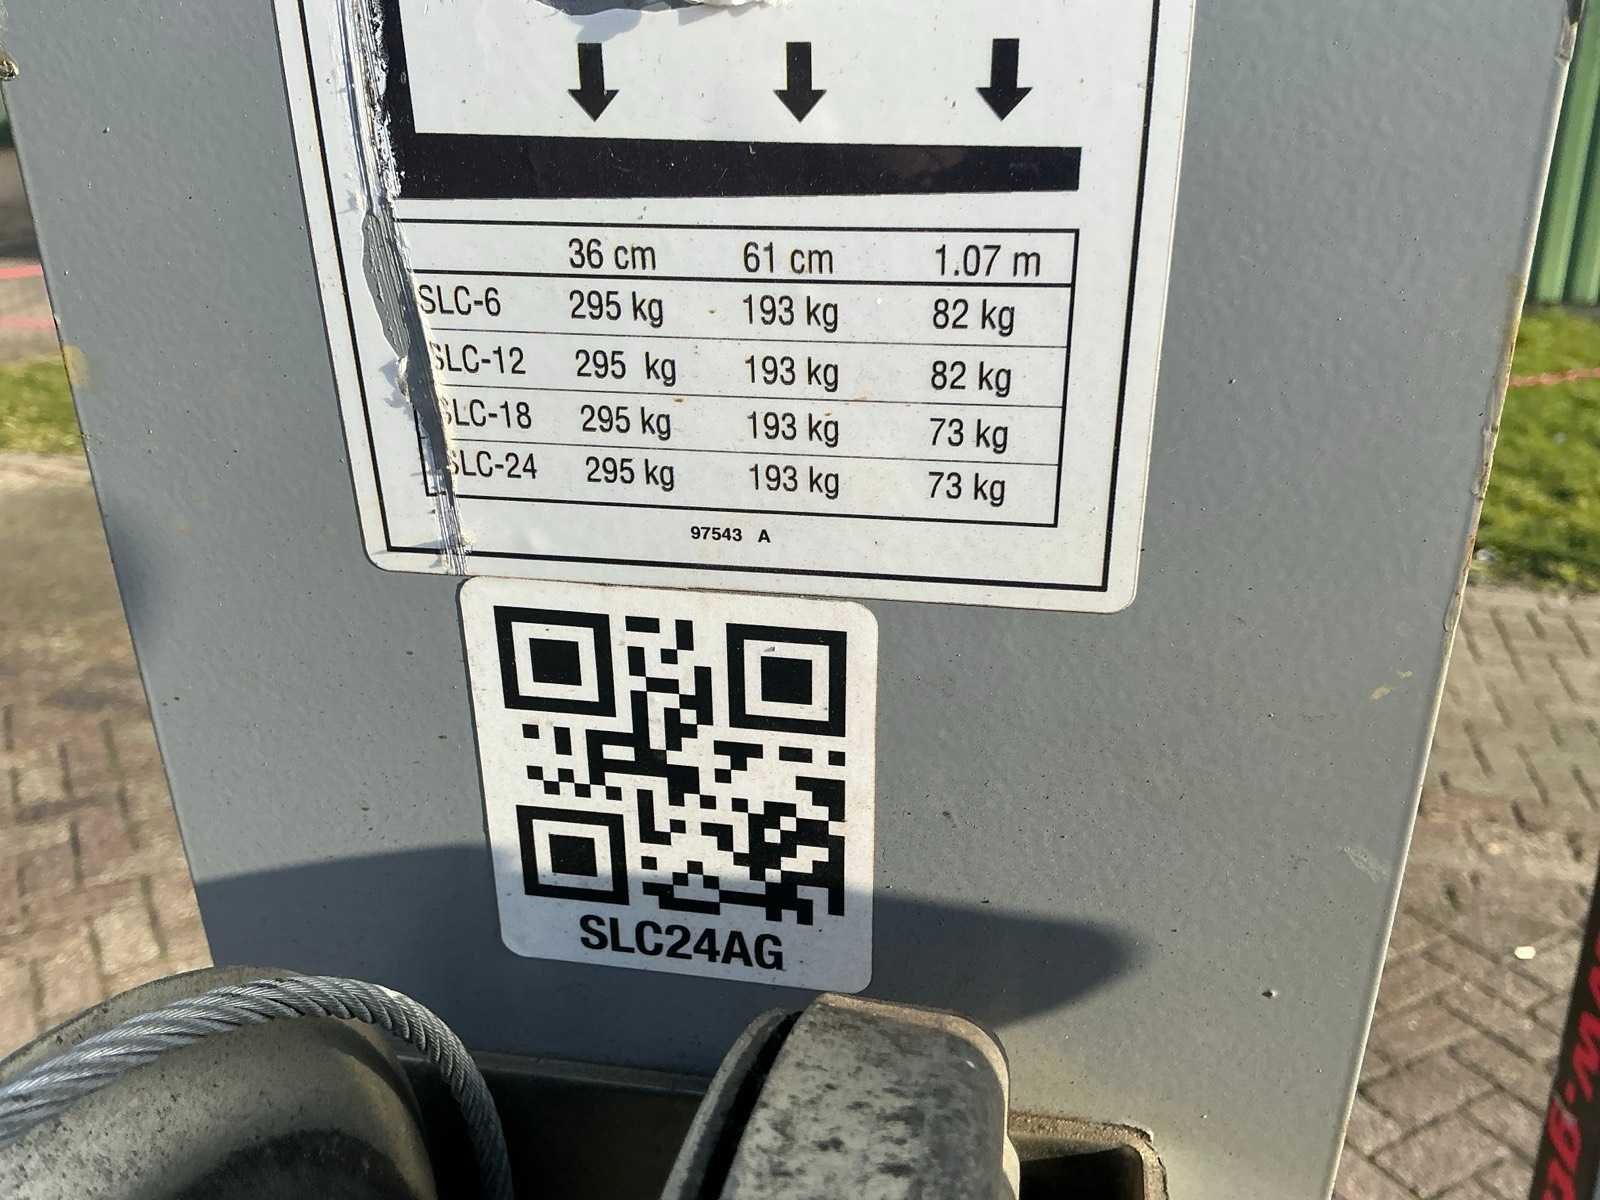 36 cm 61 cm 1.07 m
SLC-6 295 kg 193 kg 82 kg
SLC-12 295 kg 193 kg 82 kg
SLC-18 295 kg 193 kg 73 kg
SLC-24 295 kg 193 kg 73 kg
97543 A
SLC24AG